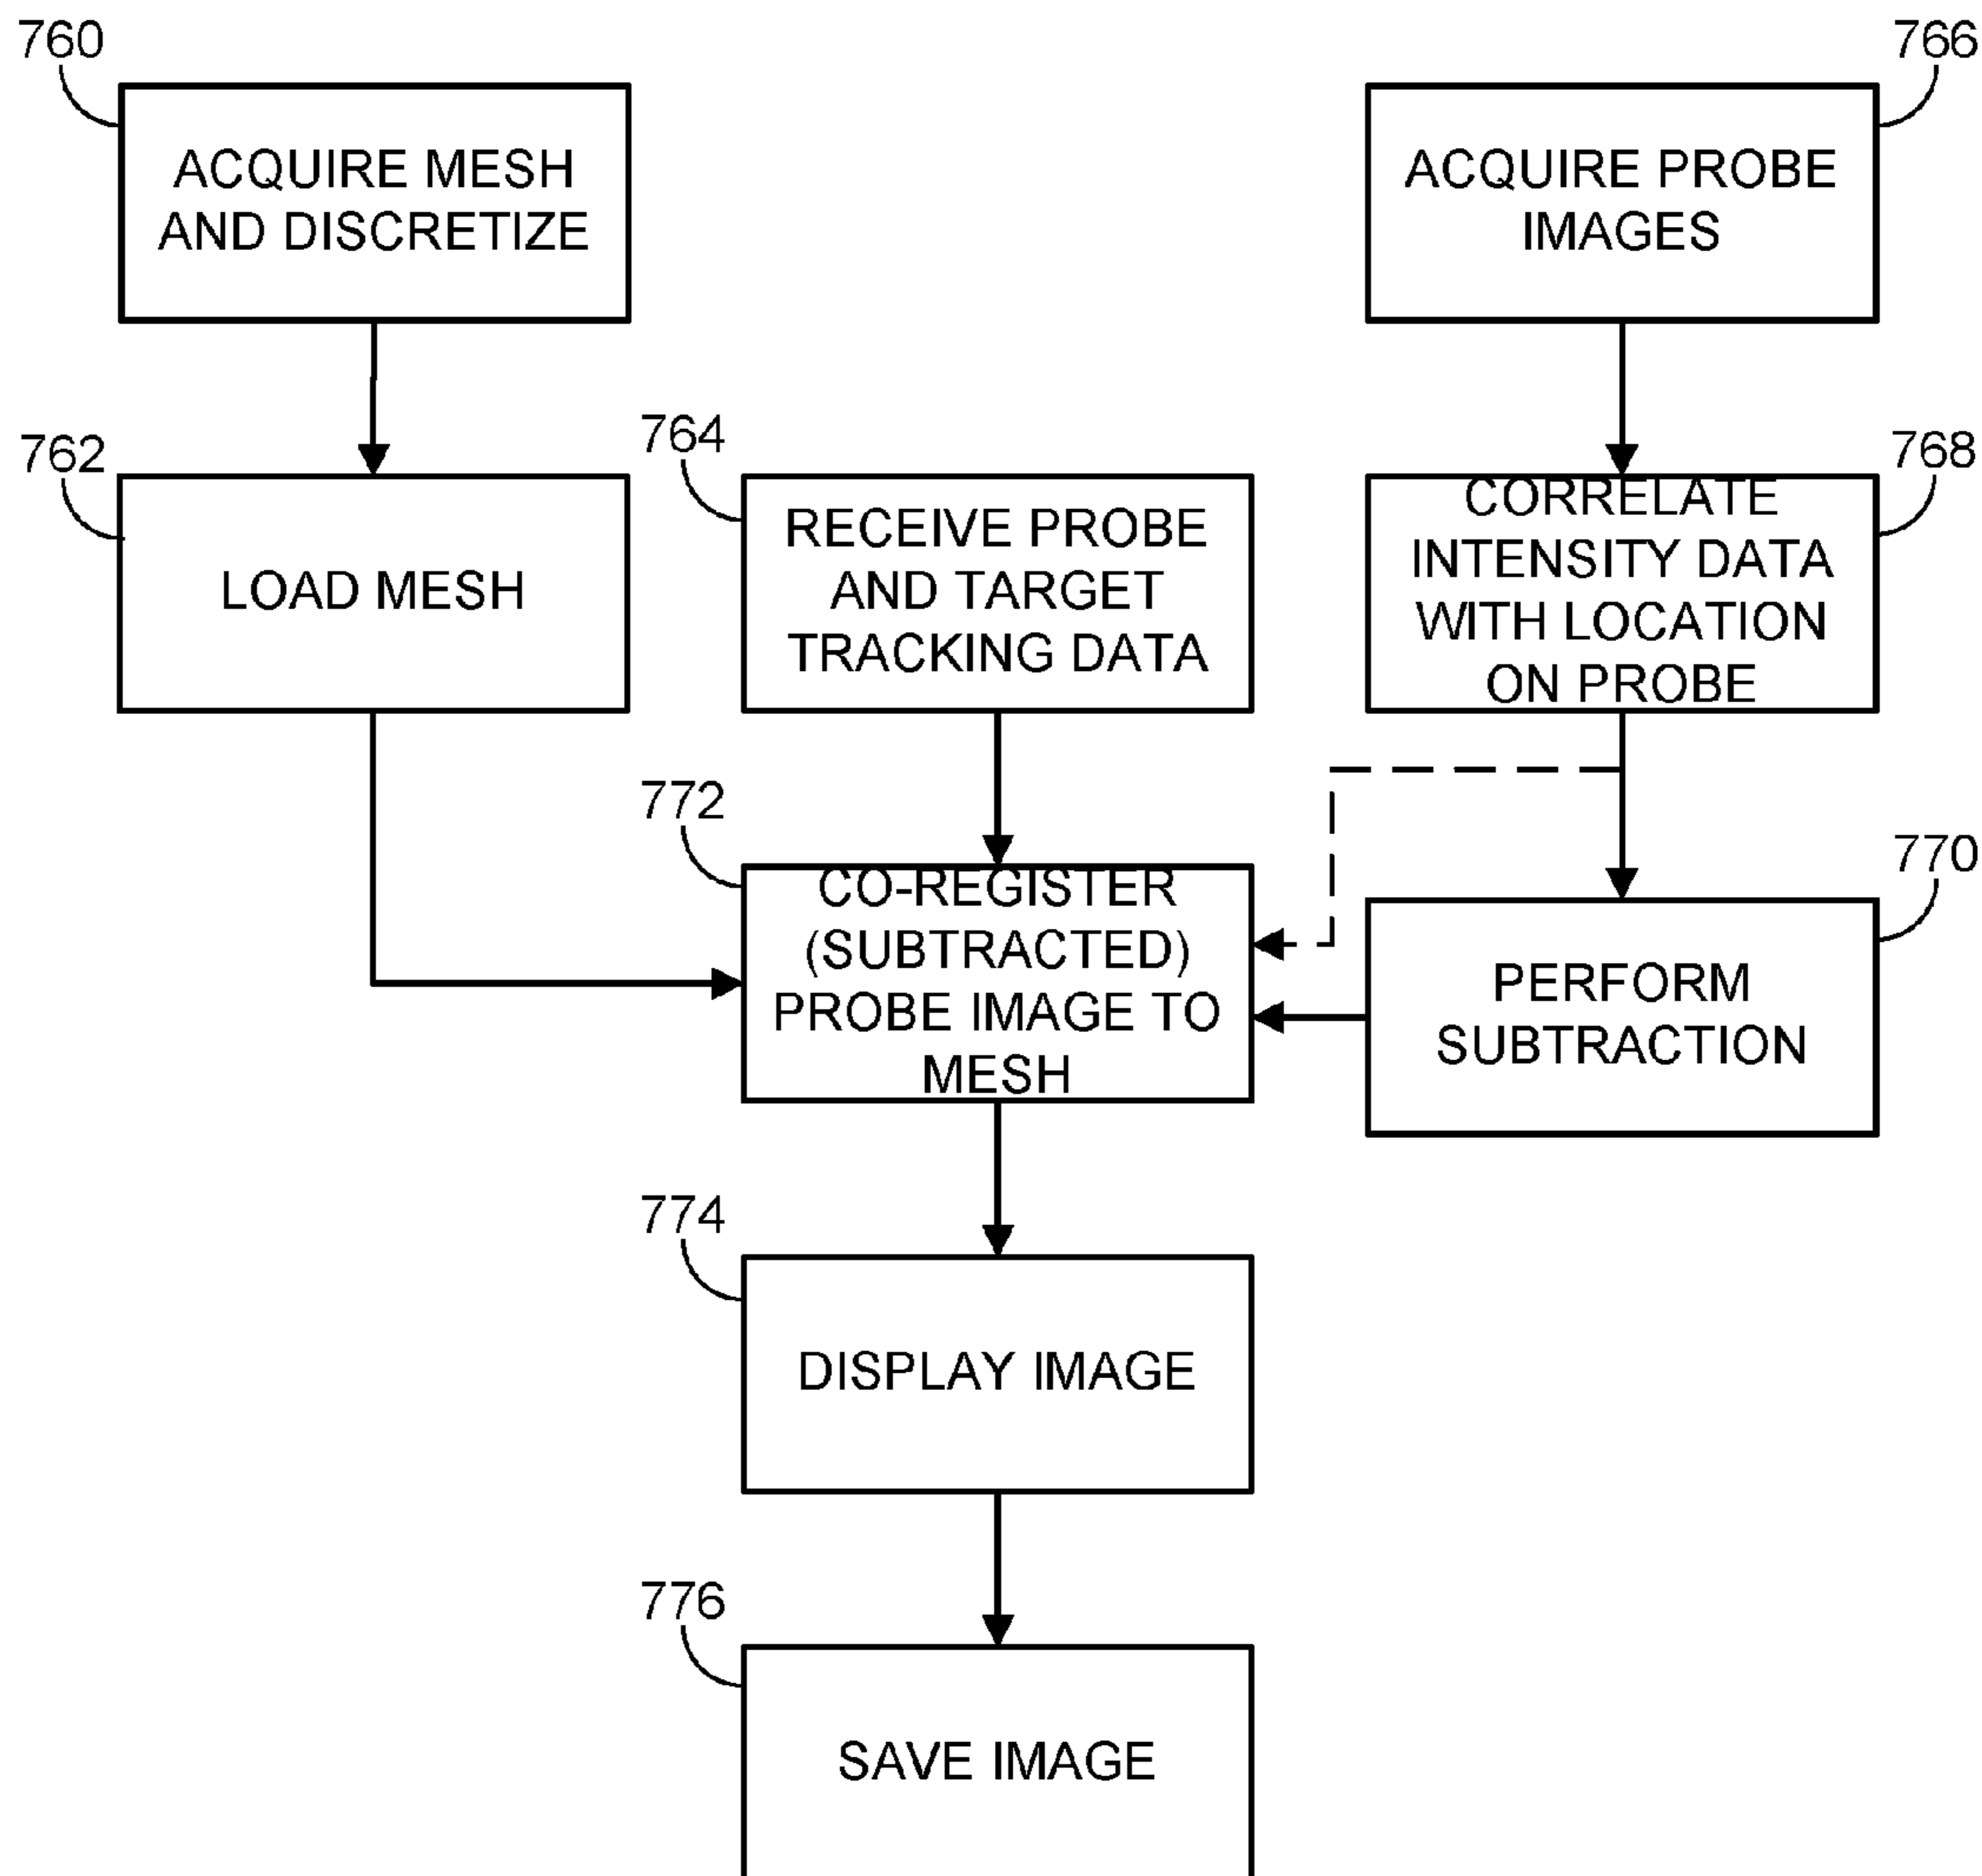 760
ACQUIRE MESH
AND DISCRETIZE
766
ACQUIRE PROBE
IMAGES
762
LOAD MESH
764
RECEIVE PROBE
AND TARGET
TRACKING DATA
768
CORRELATE
INTENSITY DATA
WITH LOCATION
ON PROBE
772
CO-REGISTER
(SUBTRACTED)
PROBE IMAGE TO
MESH
770
PERFORM
SUBTRACTION
774
DISPLAY IMAGE
776
SAVE IMAGE